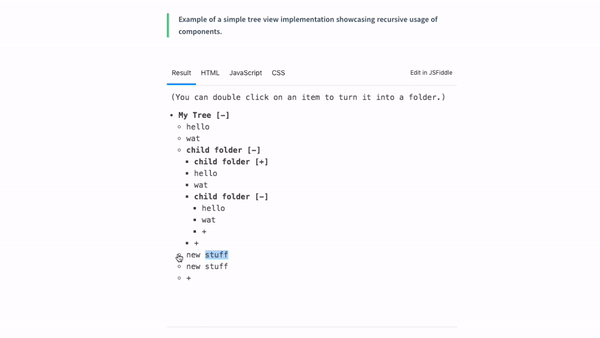 Example of a simple tree view implementation showcasing recursive usage of
components.
Result HTML JavaScript CSS Edit in JSFiddle
(You can double click on an item to turn it into a folder.)
My Tree [−]
hello
wat
child folder [−]
child folder [+]
hello
wat
child folder [−]
hello
wat
+
+
new stuff
new stuff
+